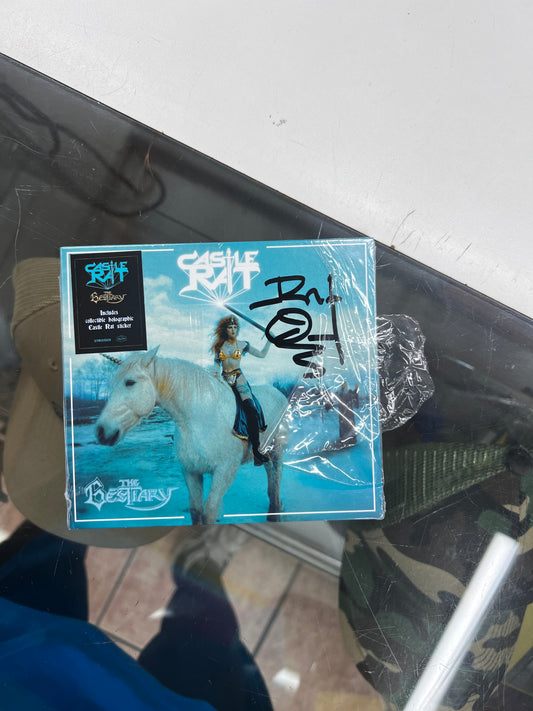 CASTLE
RAT
CASTLE
RAT
THE
BESTIARY
Includes
collectible holographic
Castle Rat sticker
THE
BESTIARY